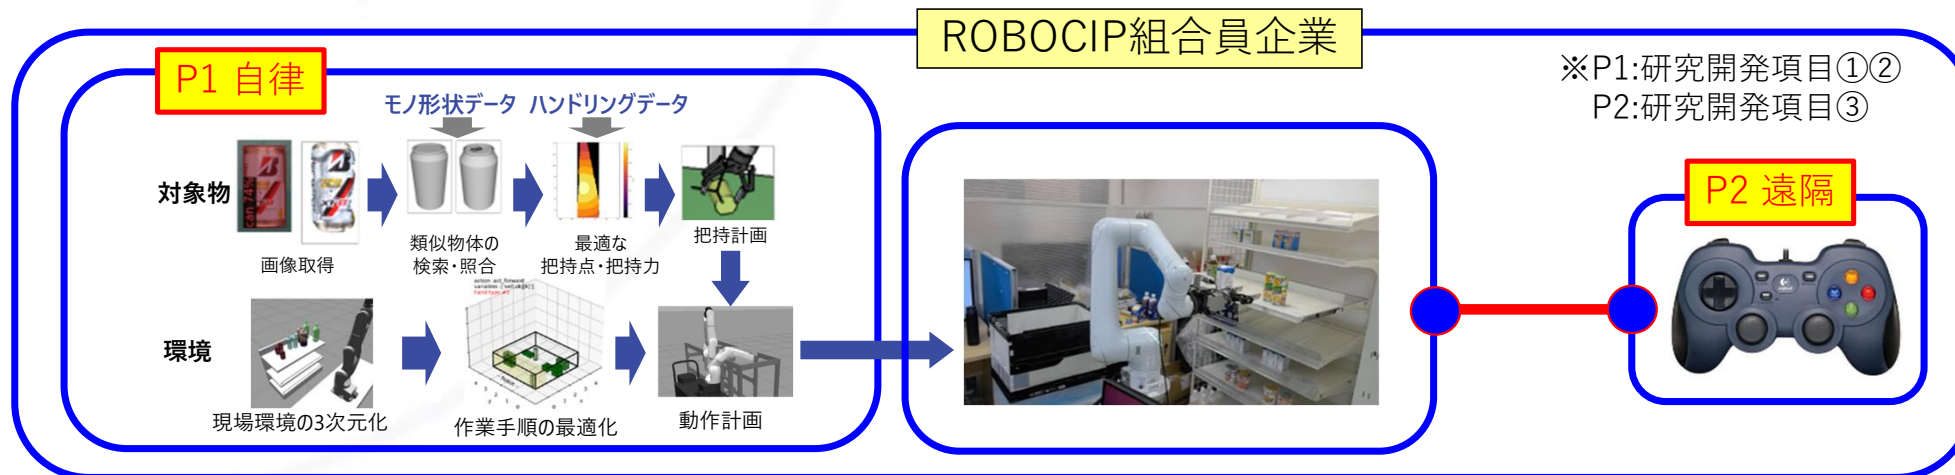 ROBOCIP組合員企業
※P1:研究開発項目①②
P2:研究開発項目③
P1 自律
モノ形状データ ハンドリングデータ
対象物
can 74%
画像取得
類似物体の
検索・照合
最適な
把持点・把持力
把持計画
環境
現場環境の3次元化
作業手順の最適化
動作計画
P2 遠隔